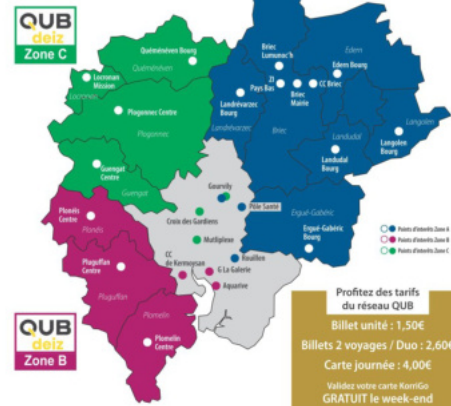 QUB
deiz
Zone C
Quéménéven Bourg
Quéménéven
Locronan
Mission
Locronan
Plogonnec Centre
Plogonnec
Guengat
Centre
Guengat
Briec
Lumunec'h
Edern
Edern Bourg
ZI
Pays Bas
Briec
Mairie
CC Briec
Landrévarzec
Bourg
Landrévarzec
Briec
Langolen
Landudal
Langolen
Bourg
Landudal
Bourg
Gourvily
Pôle Santé
Croix des Gardiens
Ergué-Gabéric
Ergué-Gabéric
Bourg
Multiplexe
Rouillen
CC
de Kermoysan
G La Galerie
Aquarive
Plonéis
Centre
Plonéis
Pluguffan
Centre
Pluguffan
Plomelin
Plomelin
Centre
Points d'intérêts Zone A
Points d'intérêts Zone B
Points d'intérêts Zone C
QUB
deiz
Zone B
Profitez des tarifs
du réseau QUB
Billet unité : 1,50€
Billets 2 voyages / Duo : 2,60€
Carte journée : 4,00€
Validez votre carte KorriGo
GRATUIT le week-end